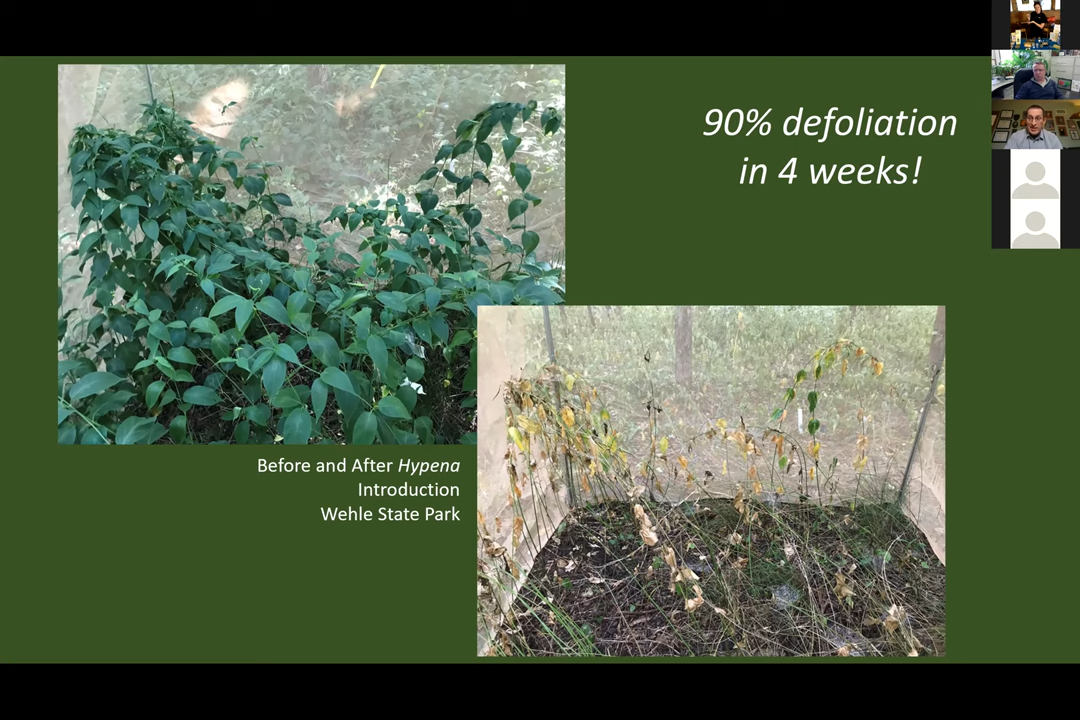 90% defoliation
in 4 weeks!
Before and After Hypena
Introduction
Wehle State Park